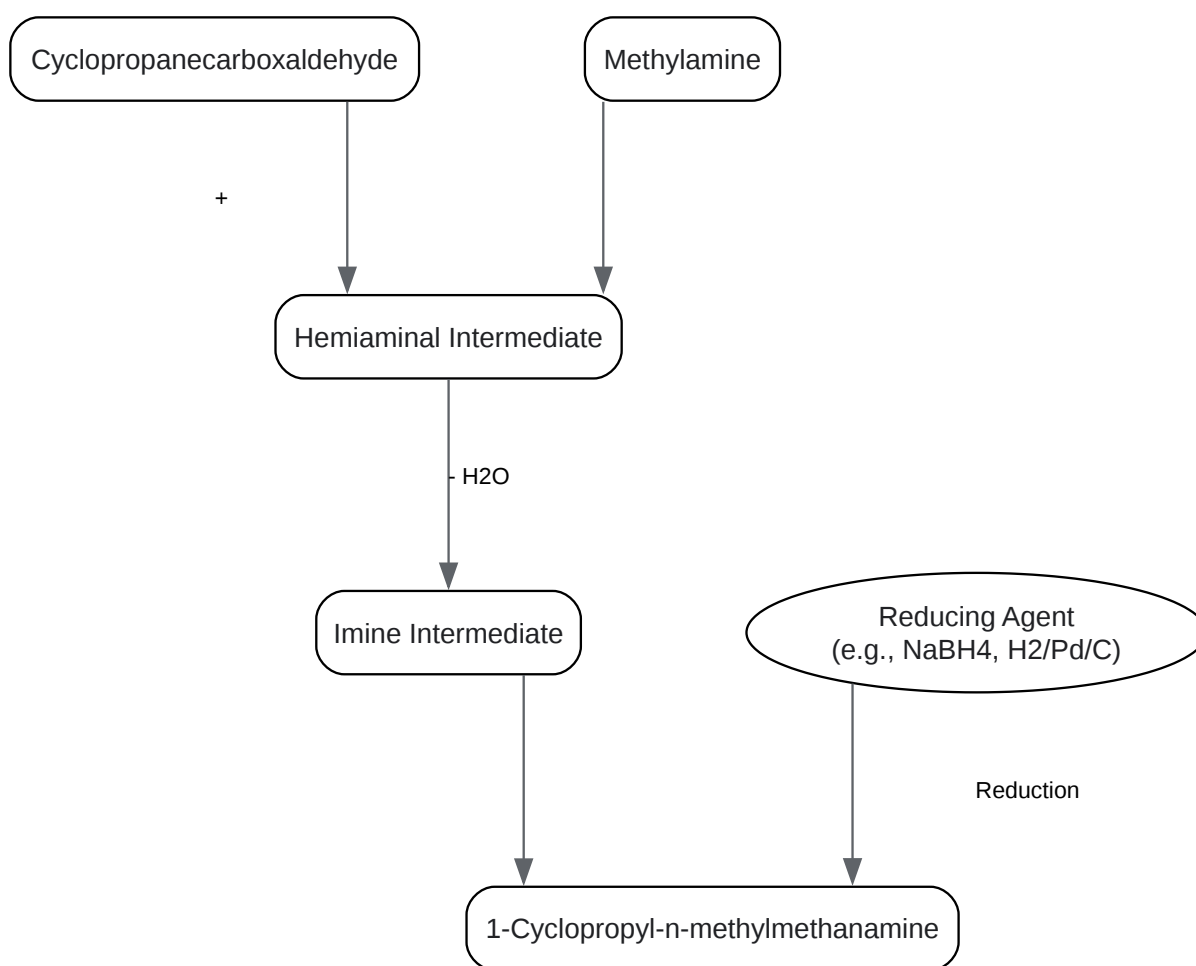 Cyclopropanecarboxaldehyde
Methylamine
+
Hemiaminal Intermediate
- H2O
Imine Intermediate
Reducing Agent
(e.g., NaBH4, H2/Pd/C)
Reduction
1-Cyclopropyl-n-methylmethanamine